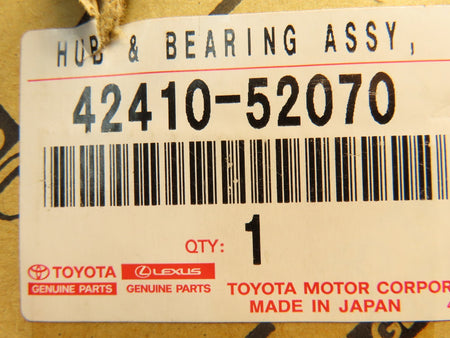 HUB & BEARING ASSY,
42410-52070
QTY: 1
TOYOTA LEXUS
GENUINE PARTS GENUINE PARTS
TOYOTA MOTOR CORPOR
MADE IN JAPAN